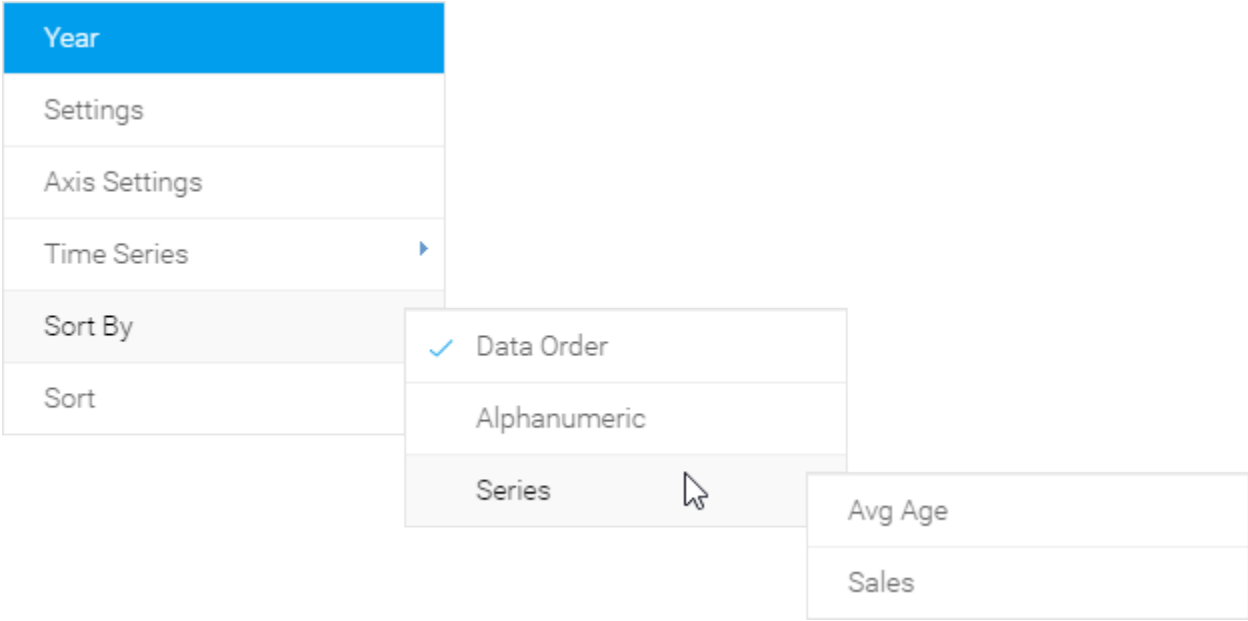 Year
Settings
Axis Settings
Time Series
Sort By
Sort
Data Order
Alphanumeric
Series
Avg Age
Sales